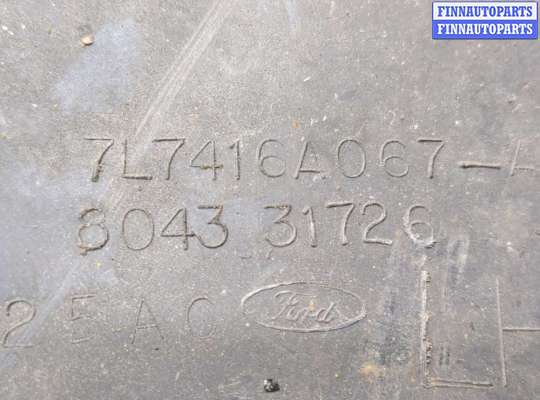 FINNAUTOPARTS
FINNAUTOPARTS
7L7416A067-A
8043 31726
25AC Ford